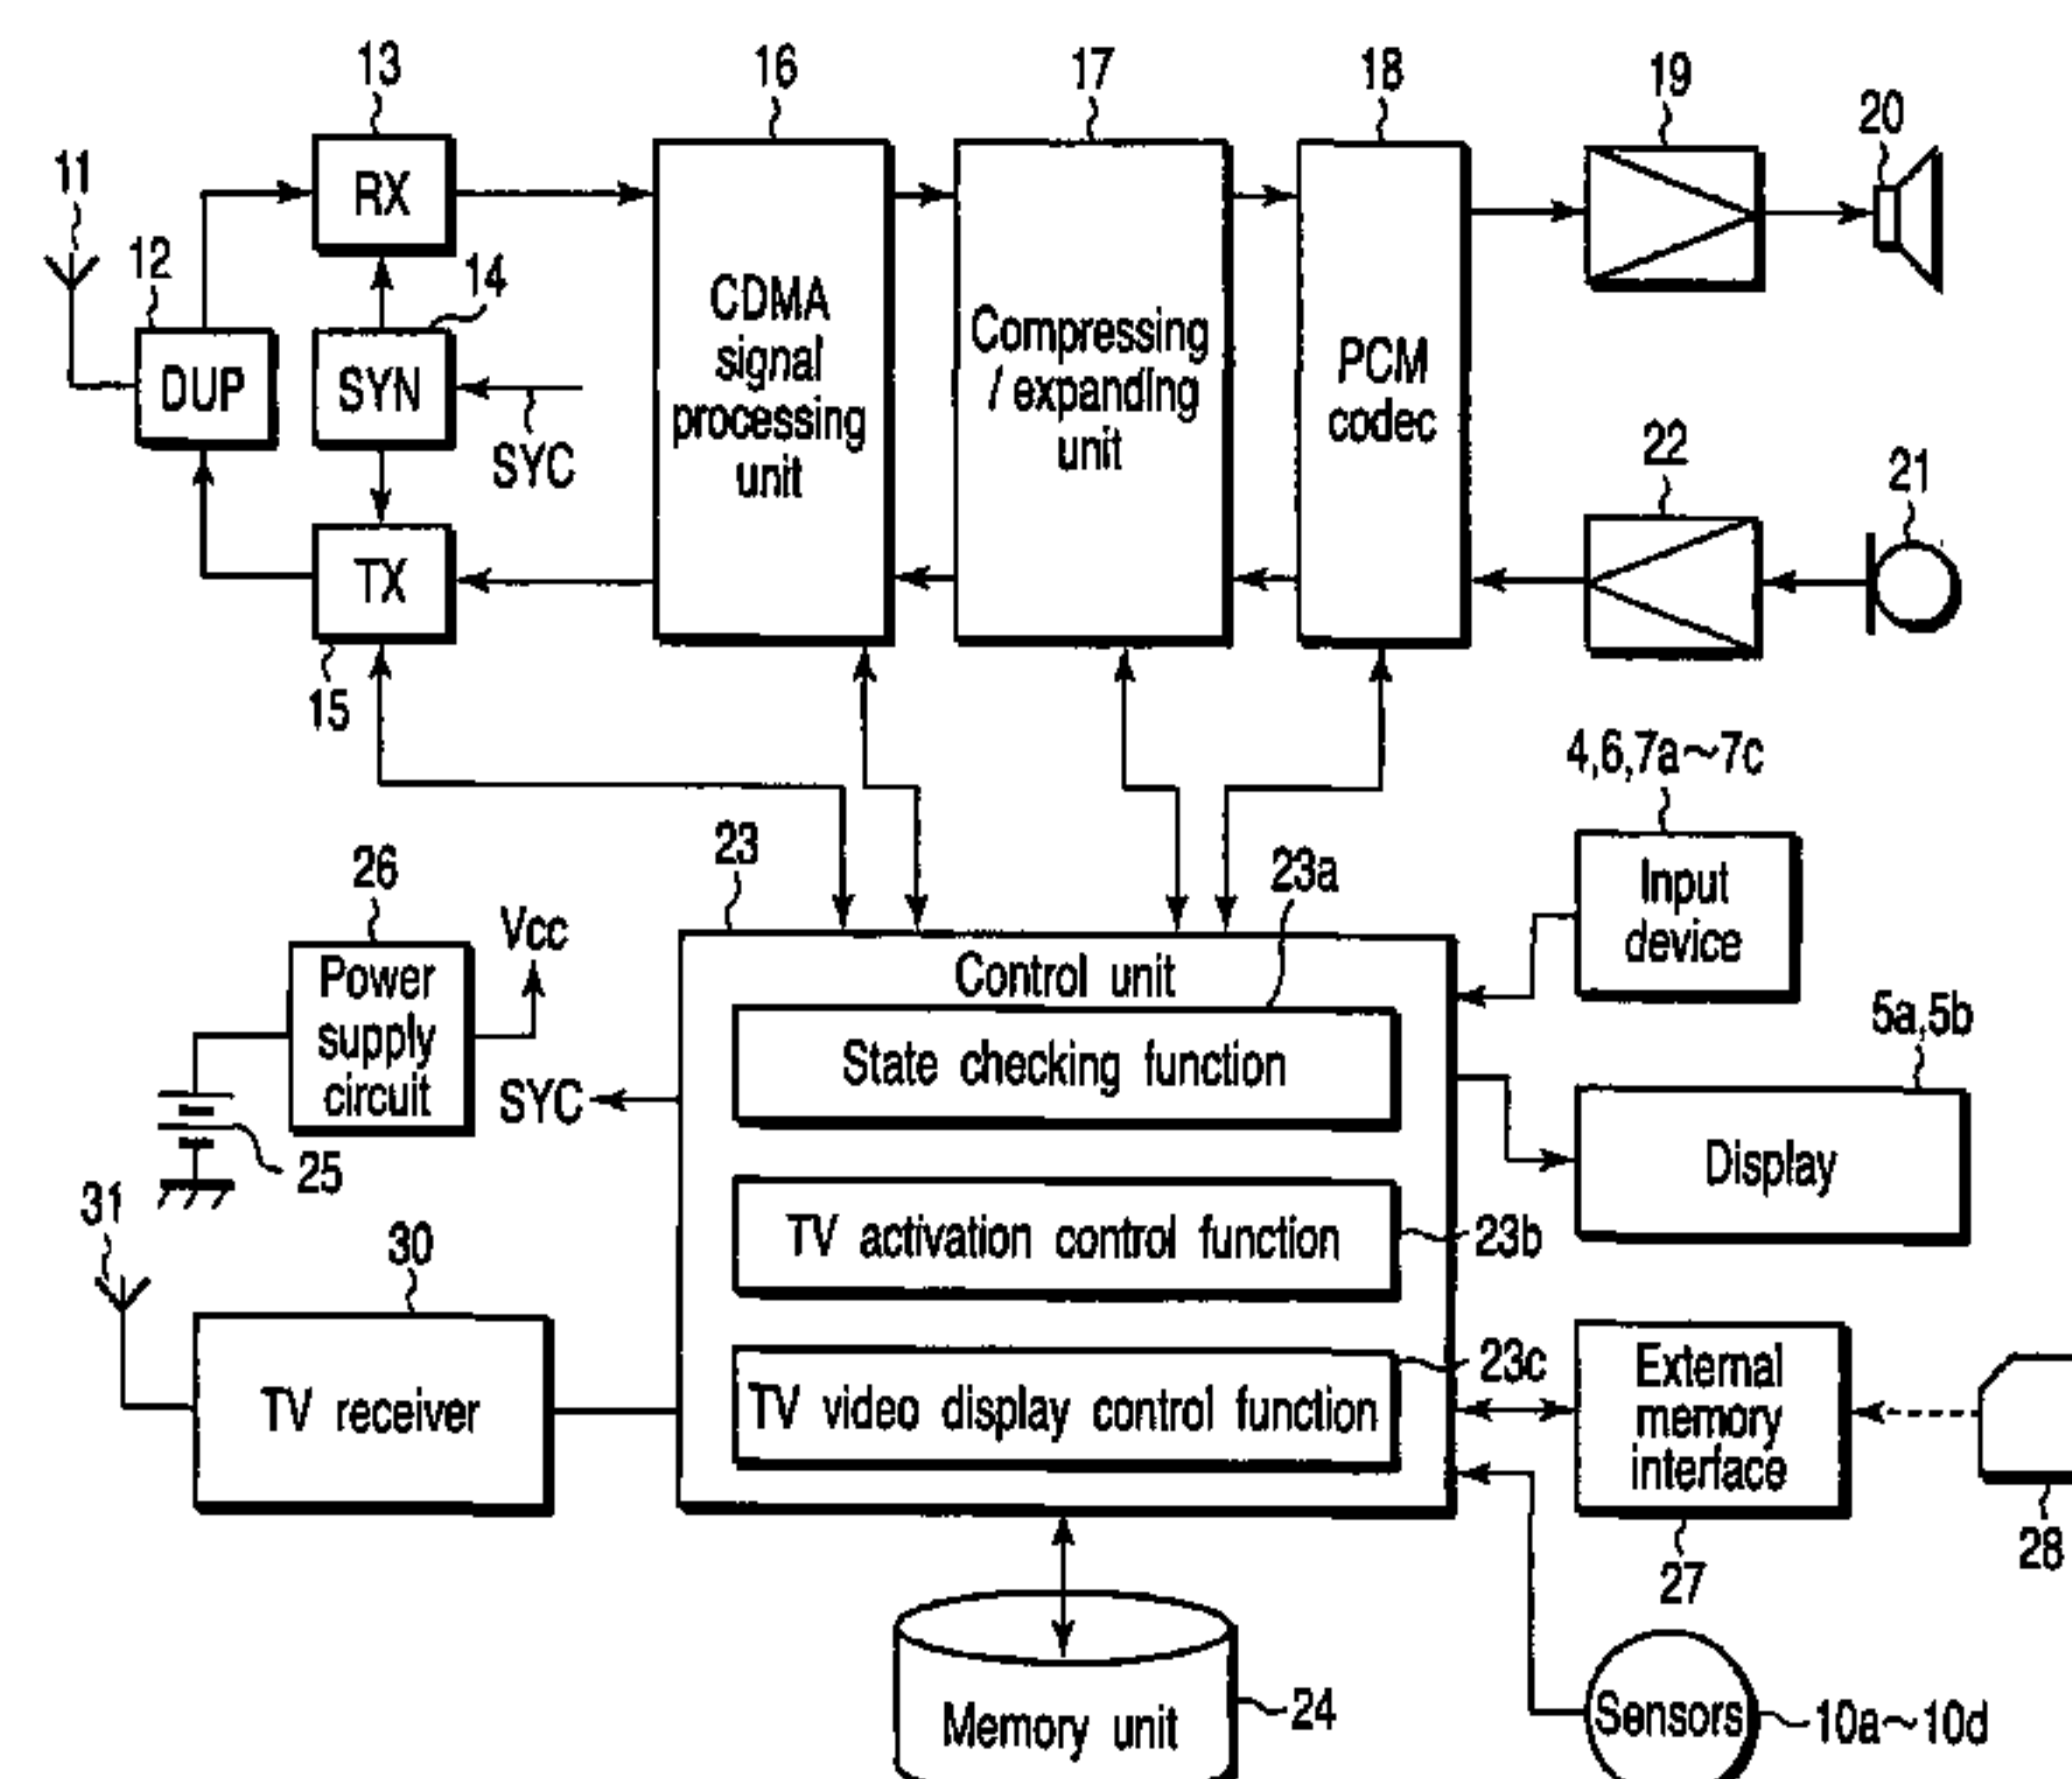 13
16
17
18
19
20
11
RX
12
14
CDMA
signal
processing
unit
Compressing
/ expanding
unit
PCM
codec
DUP
SYN
SYC
22
21
TX
15
4,6,7a~7c
23
23a
26
Vcc
Input
device
Power
supply
circuit
Control unit
5a,5b
State checking function
SYC
25
Display
31
30
TV activation control function
23b
23c
TV receiver
TV video display control function
External
memory
interface
28
27
Memory unit
24
Sensors
10a~10d